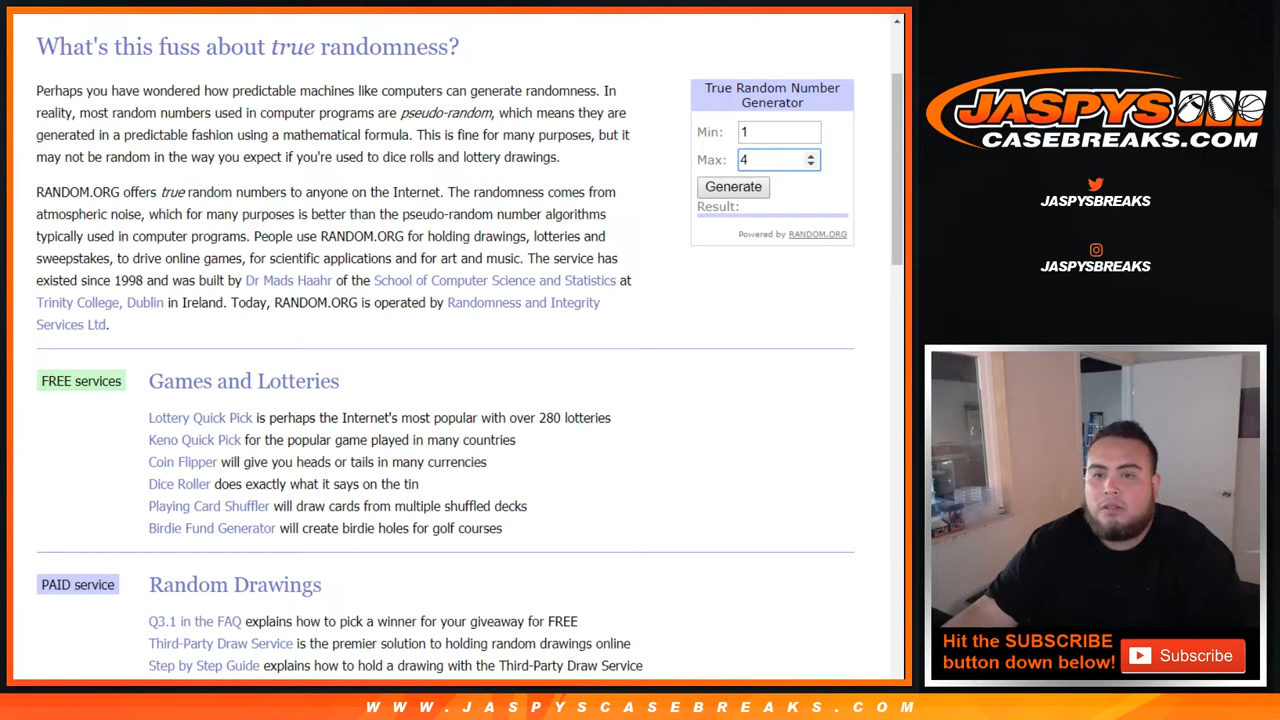 What's this fuss about true randomness?
Perhaps you have wondered how predictable machines like computers can generate randomness. In
reality, most random numbers used in computer programs are pseudo-random, which means they are
generated in a predictable fashion using a mathematical formula. This is fine for many purposes, but it
may not be random in the way you expect if you're used to dice rolls and lottery drawings.
RANDOM.ORG offers true random numbers to anyone on the Internet. The randomness comes from
atmospheric noise, which for many purposes is better than the pseudo-random number algorithms
typically used in computer programs. People use RANDOM.ORG for holding drawings, lotteries and
sweepstakes, to drive online games, for scientific applications and for art and music. The service has
existed since 1998 and was built by Dr Mads Haahr of the School of Computer Science and Statistics at
Trinity College, Dublin in Ireland. Today, RANDOM.ORG is operated by Randomness and Integrity
Services Ltd.
True Random Number
Generator
Min: 1
Max: 4
Generate
Result:
Powered by RANDOM.ORG
FREE services
Games and Lotteries
Lottery Quick Pick is perhaps the Internet's most popular with over 280 lotteries
Keno Quick Pick for the popular game played in many countries
Coin Flipper will give you heads or tails in many currencies
Dice Roller does exactly what it says on the tin
Playing Card Shuffler will draw cards from multiple shuffled decks
Birdie Fund Generator will create birdie holes for golf courses
PAID service
Random Drawings
Q3.1 in the FAQ explains how to pick a winner for your giveaway for FREE
Third-Party Draw Service is the premier solution to holding random drawings online
Step by Step Guide explains how to hold a drawing with the Third-Party Draw Service
JASPYS
CASEBREAKS.COM
JASPYSBREAKS
JASPYSBREAKS
Hit the SUBSCRIBE
button down below!
Subscribe
WWW.JASPYSCASEBREAKS.COM